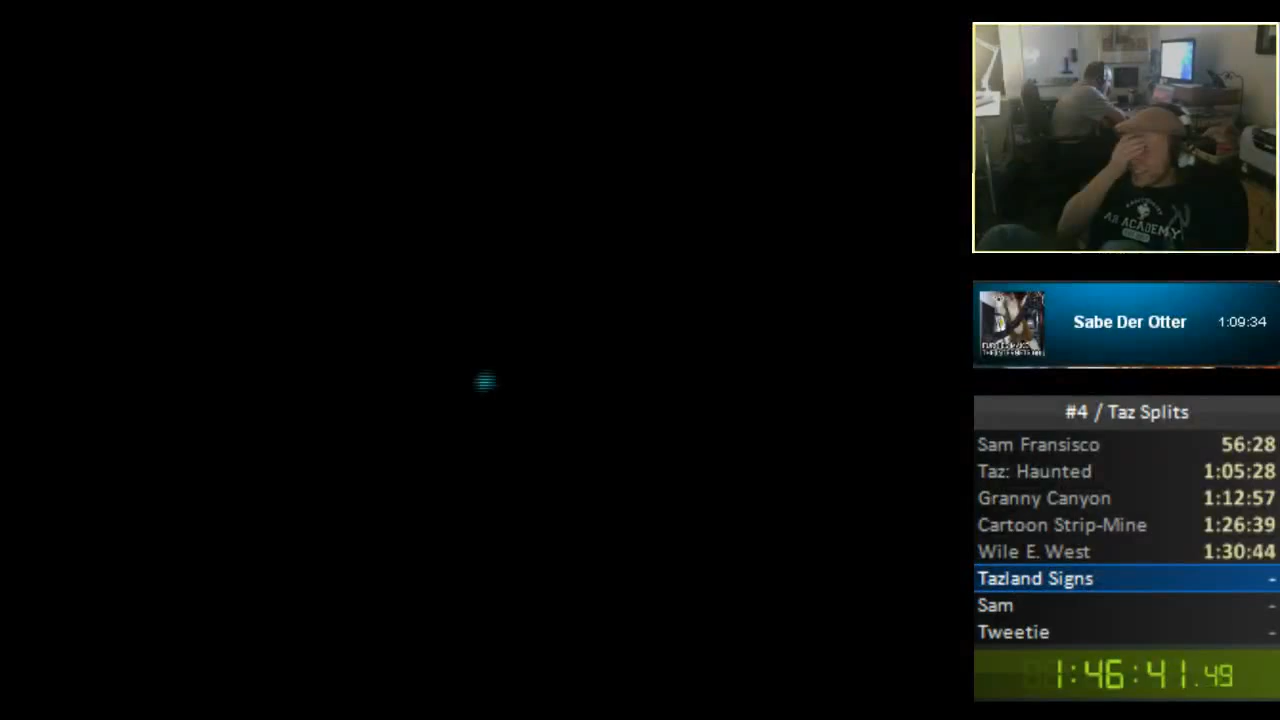 AB ACADEMY
Sabe Der Otter 1:09:34
#4 / Taz Splits
Sam Fransisco 56:28
Taz: Haunted 1:05:28
Granny Canyon 1:12:57
Cartoon Strip-Mine 1:26:39
Wile E. West 1:30:44
Tazland Signs -
Sam -
Tweetie -
1:46:41.49